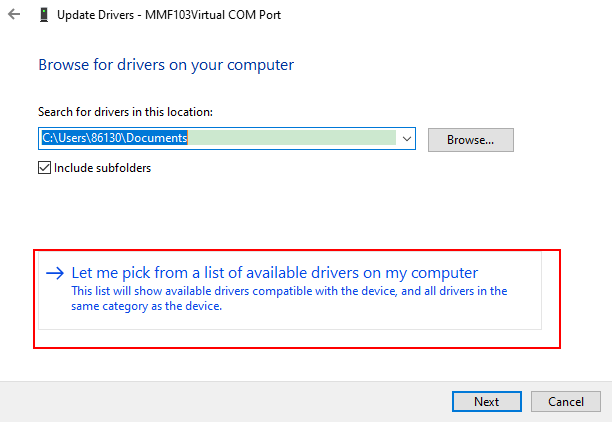 Update Drivers - MMF103Virtual COM Port
Browse for drivers on your computer
Search for drivers in this location:
C:\Users\86130\Documents
Browse...
Include subfolders
Let me pick from a list of available drivers on my computer
This list will show available drivers compatible with the device, and all drivers in the
same category as the device.
Next
Cancel